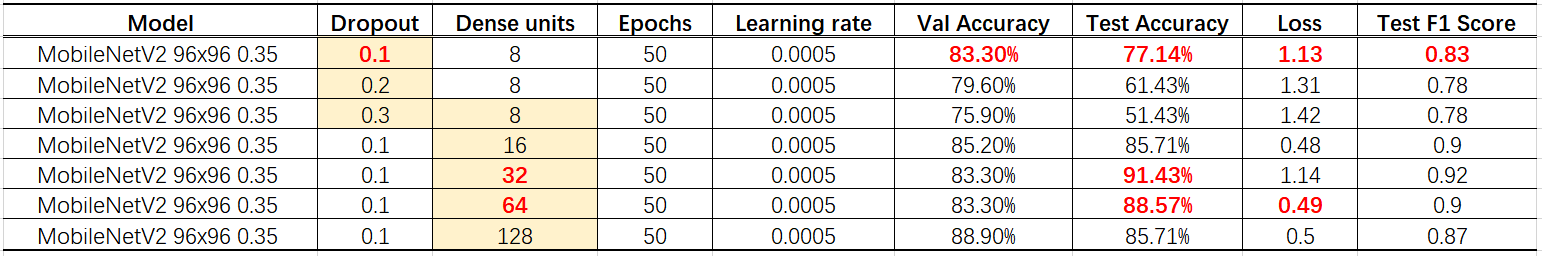 Model Dropout Dense units Epochs Learning rate Val Accuracy Test Accuracy Loss Test F1 Score
MobileNetV2 96x96 0.35 0.1 8 50 0.0005 83.30% 77.14% 1.13 0.83
MobileNetV2 96x96 0.35 0.2 8 50 0.0005 79.60% 61.43% 1.31 0.78
MobileNetV2 96x96 0.35 0.3 8 50 0.0005 75.90% 51.43% 1.42 0.78
MobileNetV2 96x96 0.35 0.1 16 50 0.0005 85.20% 85.71% 0.48 0.9
MobileNetV2 96x96 0.35 0.1 32 50 0.0005 83.30% 91.43% 1.14 0.92
MobileNetV2 96x96 0.35 0.1 64 50 0.0005 83.30% 88.57% 0.49 0.9
MobileNetV2 96x96 0.35 0.1 128 50 0.0005 88.90% 85.71% 0.5 0.87